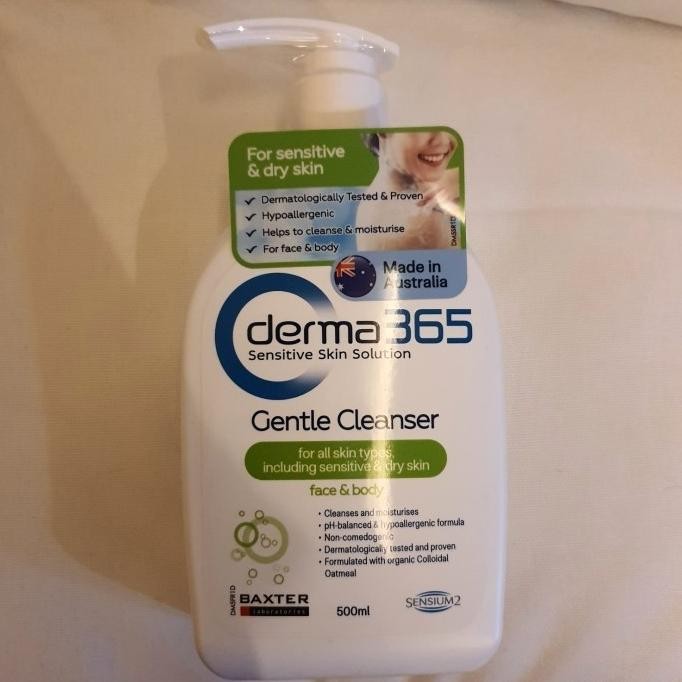 For sensitive
& dry skin
Dermatologically Tested & Proven
Hypoallergenic
Helps to cleanse & moisturise
For face & body
Made in
Australia
derma365
Sensitive Skin Solution
Gentle Cleanser
for all skin types,
including sensitive & dry skin
face & body
• Cleanses and moisturises
• pH-balanced & hypoallergenic formula
• Non-comedogenic
• Dermatologically tested and proven
• Formulated with organic Colloidal
Oatmeal
BAXTER
laboratories
500ml
SENSIUM2